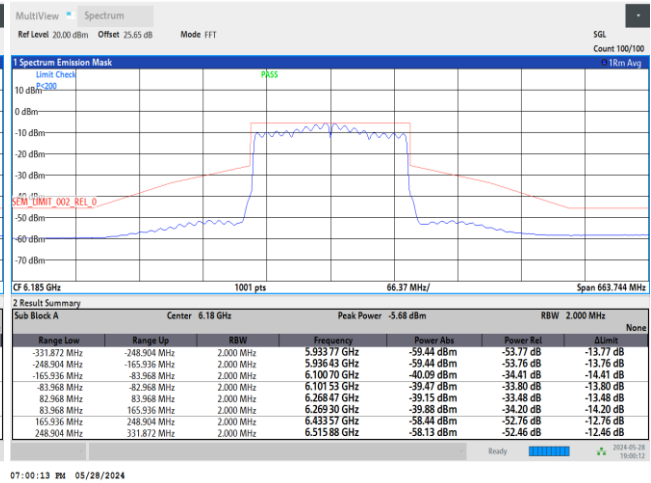 MultiView Spectrum
Ref Level 20.00 dBm Offset 25.65 dB Mode FFT SGL
Count 100/100
1 Spectrum Emission Mask 1Rm Avg
Limit Check PASS
P<200
10 dBm
0 dBm
-10 dBm
-20 dBm
-30 dBm
-40 dBm
SEM_LIMIT_002_REL_0
-50 dBm
-60 dBm
-70 dBm
CF 6.185 GHz 1001 pts 66.37 MHz/ Span 663.744 MHz
2 Result Summary
Sub Block A Center 6.18 GHz Peak Power -5.68 dBm RBW 2.000 MHz
None
Range Low Range Up RBW Frequency Power Abs Power Rel ΔLimit
-331.872 MHz -248.904 MHz 2.000 MHz 5.933 77 GHz -59.44 dBm -53.77 dB -13.77 dB
-248.904 MHz -165.936 MHz 2.000 MHz 5.936 43 GHz -59.44 dBm -53.76 dB -13.76 dB
-165.936 MHz -83.968 MHz 2.000 MHz 6.100 70 GHz -40.09 dBm -34.41 dB -14.41 dB
-83.968 MHz -82.968 MHz 2.000 MHz 6.101 53 GHz -39.47 dBm -33.80 dB -13.80 dB
82.968 MHz 83.968 MHz 2.000 MHz 6.268 47 GHz -39.15 dBm -33.48 dB -13.48 dB
83.968 MHz 165.936 MHz 2.000 MHz 6.269 30 GHz -39.88 dBm -34.20 dB -14.20 dB
165.936 MHz 248.904 MHz 2.000 MHz 6.433 57 GHz -58.44 dBm -52.76 dB -12.76 dB
248.904 MHz 331.872 MHz 2.000 MHz 6.515 88 GHz -58.13 dBm -52.46 dB -12.46 dB
Ready 2024-05-28
19:00:12
07:00:13 PM 05/28/2024